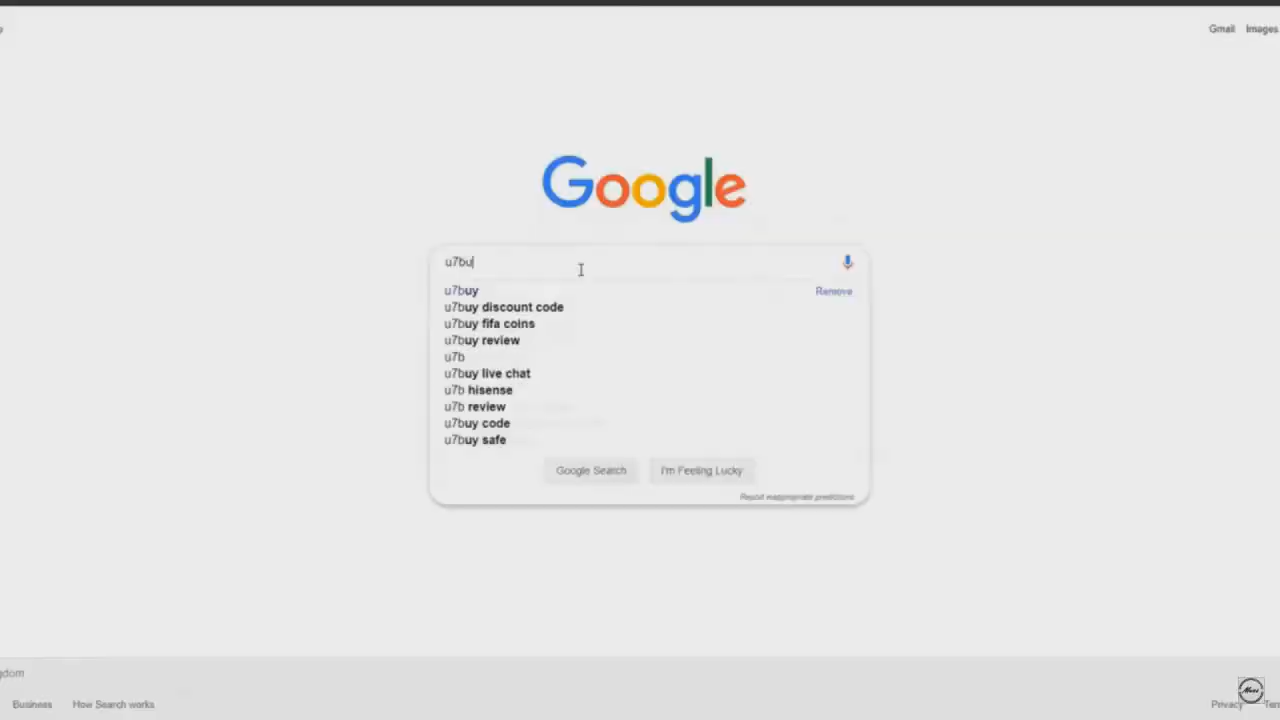 Gmail Images
Google
u7bu
u7buy Remove
u7buy discount code
u7buy fifa coins
u7buy review
u7b
u7buy live chat
u7b hisense
u7b review
u7buy code
u7buy safe
Google Search I'm Feeling Lucky
Report inappropriate predictions
gdom
Business How Search works Privacy Ter